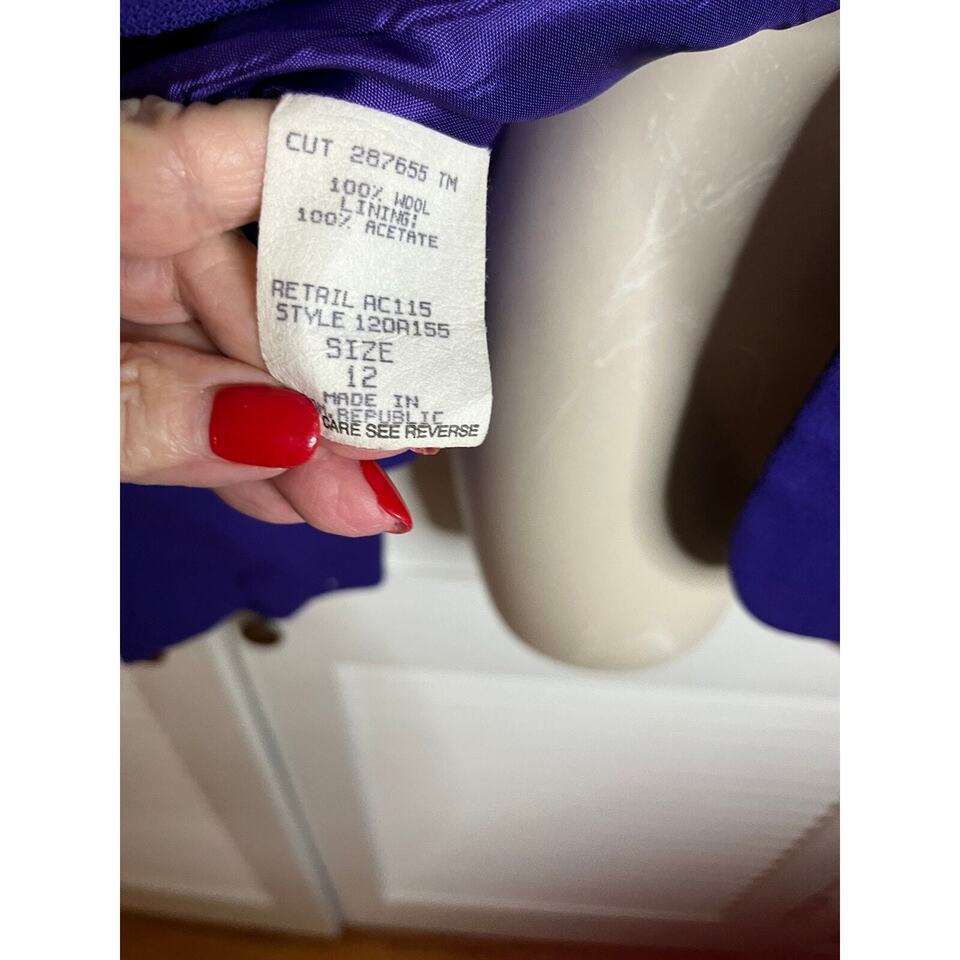 CUT 287655 TM
100% WOOL
LINING:
100% ACETATE
RETAIL AC115
STYLE 120A155
SIZE
12
MADE IN
REPUBLIC
CARE SEE REVERSE